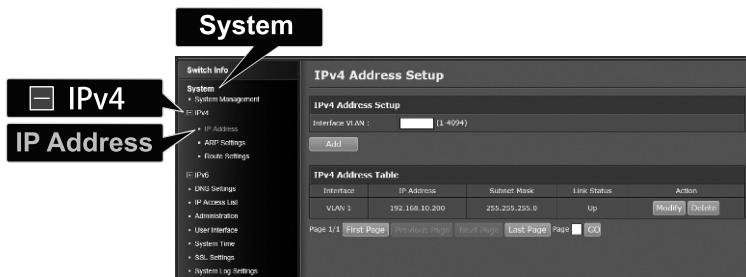 System
IPv4
IP Address
Switch Info
System
System Management
IPv4
IP Address
ARP Settings
Route Settings
IPv6
DNS Settings
IP Access List
Administration
User Interface
System Time
SSL Settings
System Log Settings
IPv4 Address Setup
IPv4 Address Setup
Interface VLAN : (1-4094)
Add
IPv4 Address Table
Interface IP Address Subnet Mask Link Status Action
VLAN 1 192.168.10.200 255.255.255.0 Up Modify Delete
Page 1/1 First Page Previous Page Next Page Last Page Page GO